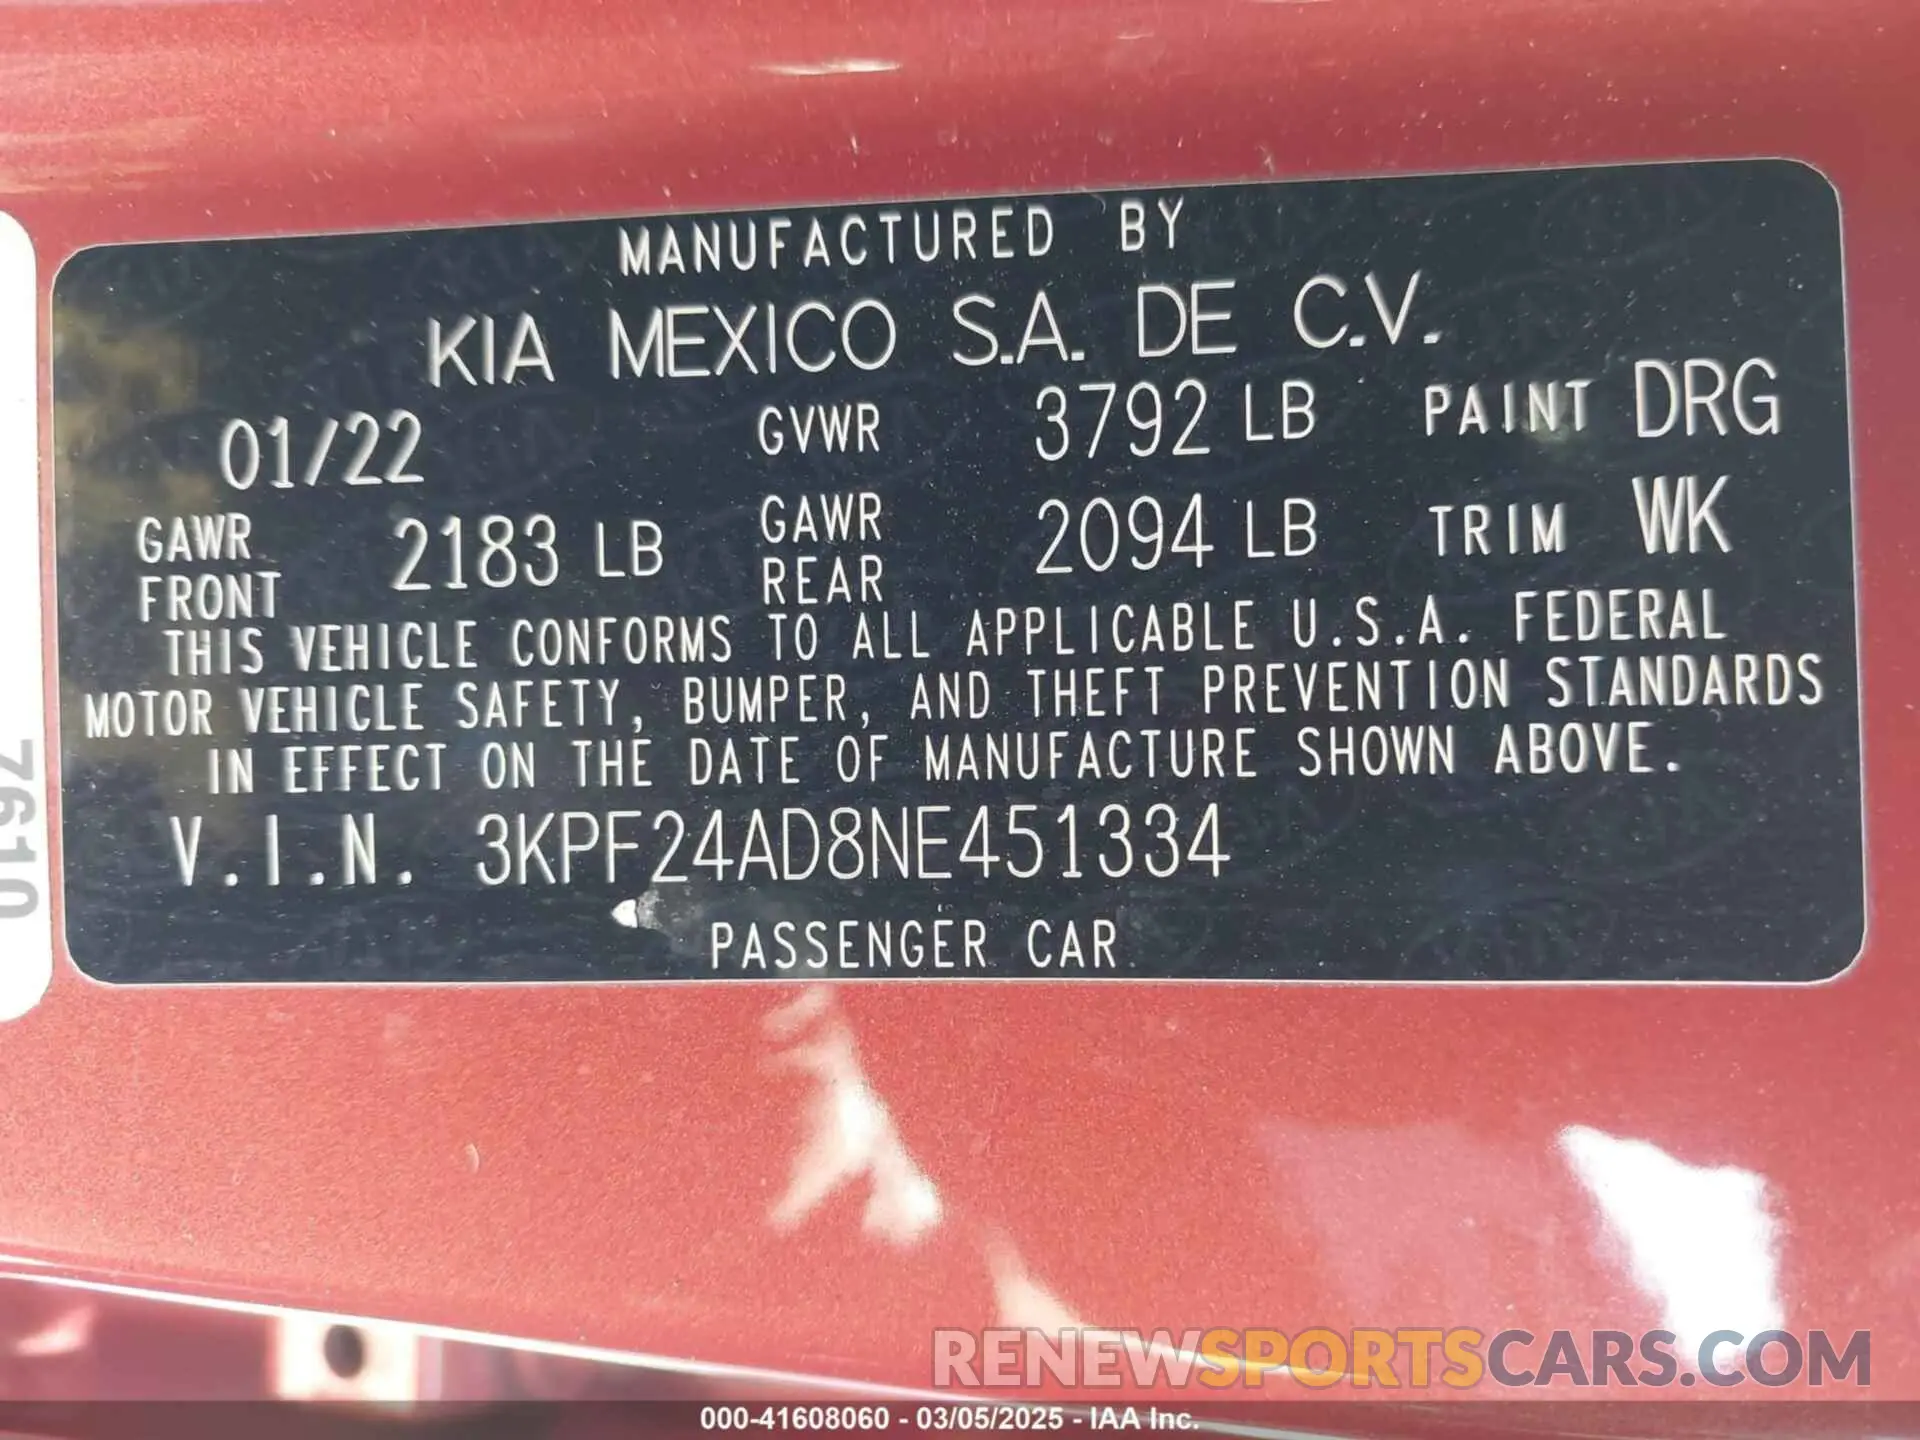 MANUFACTURED BY
KIA MEXICO S.A. DE C.V.
01/22 GVWR 3792 LB PAINT DRG
GAWR FRONT 2183 LB GAWR REAR 2094 LB TRIM WK
THIS VEHICLE CONFORMS TO ALL APPLICABLE U.S.A. FEDERAL
MOTOR VEHICLE SAFETY, BUMPER, AND THEFT PREVENTION STANDARDS
IN EFFECT ON THE DATE OF MANUFACTURE SHOWN ABOVE.
V.I.N. 3KPF24AD8NE451334
PASSENGER CAR
7610
RENEWSPORTSCARS.COM
000-41608060 - 03/05/2025 - IAA Inc.